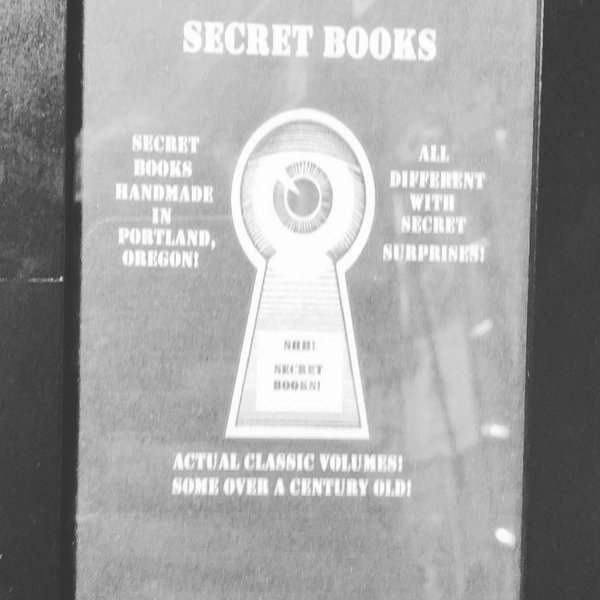 SECRET BOOKS
SECRET
BOOKS
HANDMADE
IN
PORTLAND,
OREGON!
ALL
DIFFERENT
WITH
SECRET
SURPRISES!
SHH!
SECRET
BOOKS!
ACTUAL CLASSIC VOLUMES!
SOME OVER A CENTURY OLD!